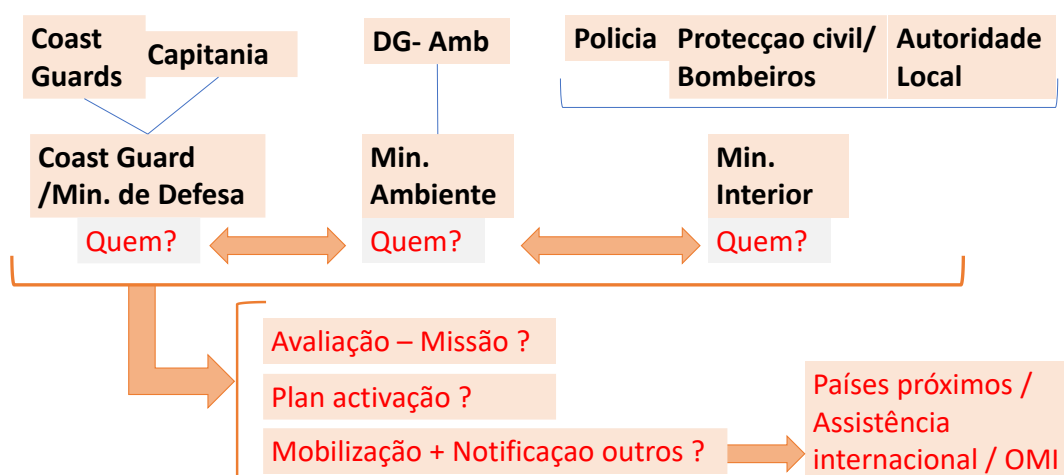 Coast
Guards
Capitania
DG- Amb
Policia
Protecçao civil/
Bombeiros
Autoridade
Local
Coast Guard
/Min. de Defesa
Quem?
Min.
Ambiente
Quem?
Min.
Interior
Quem?
Avaliação – Missão ?
Plan activação ?
Mobilização + Notificaçao outros ?
Países próximos /
Assistência
internacional / OMI